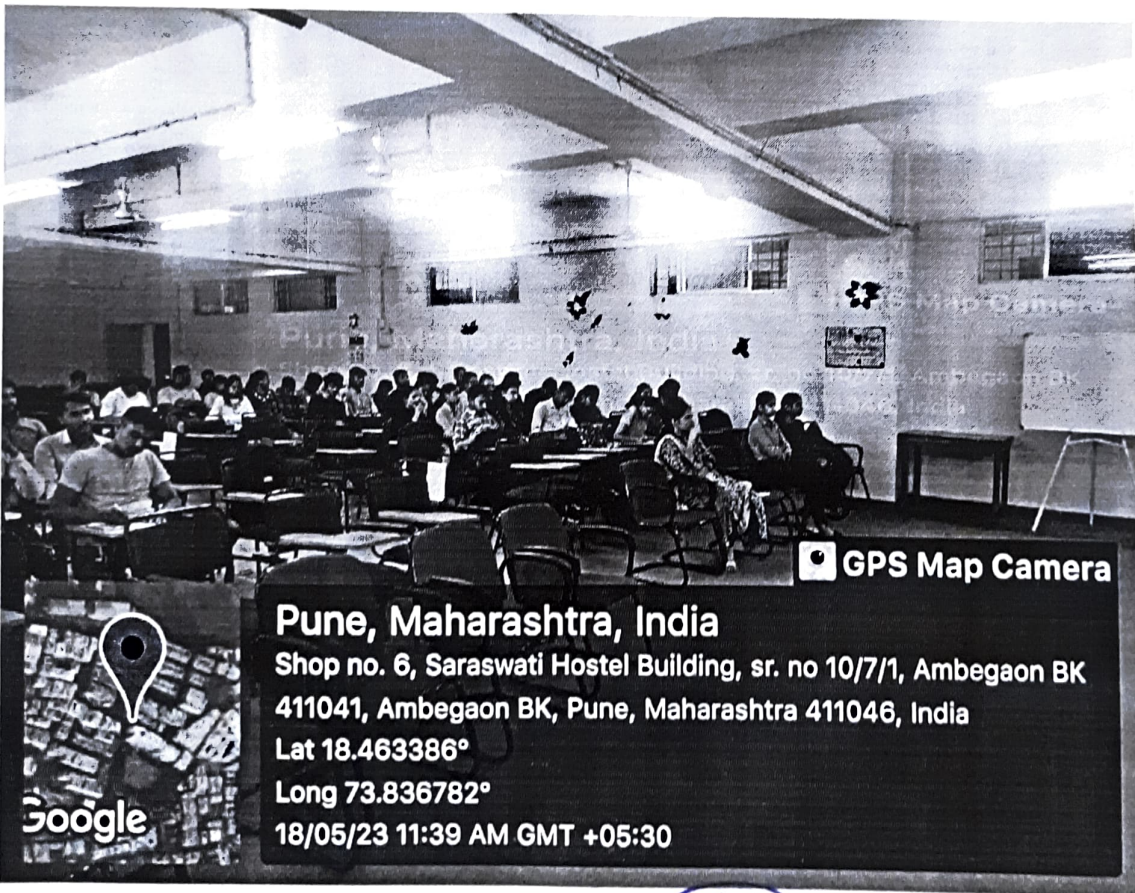 GPS Map Camera
Pune, Maharashtra, India
Shop no. 6, Saraswati Hostel Building, sr. no 10/7/1, Ambegaon BK
411041, Ambegaon BK, Pune, Maharashtra 411046, India
Lat 18.463386°
Long 73.836782°
18/05/23 11:39 AM GMT +05:30
Google